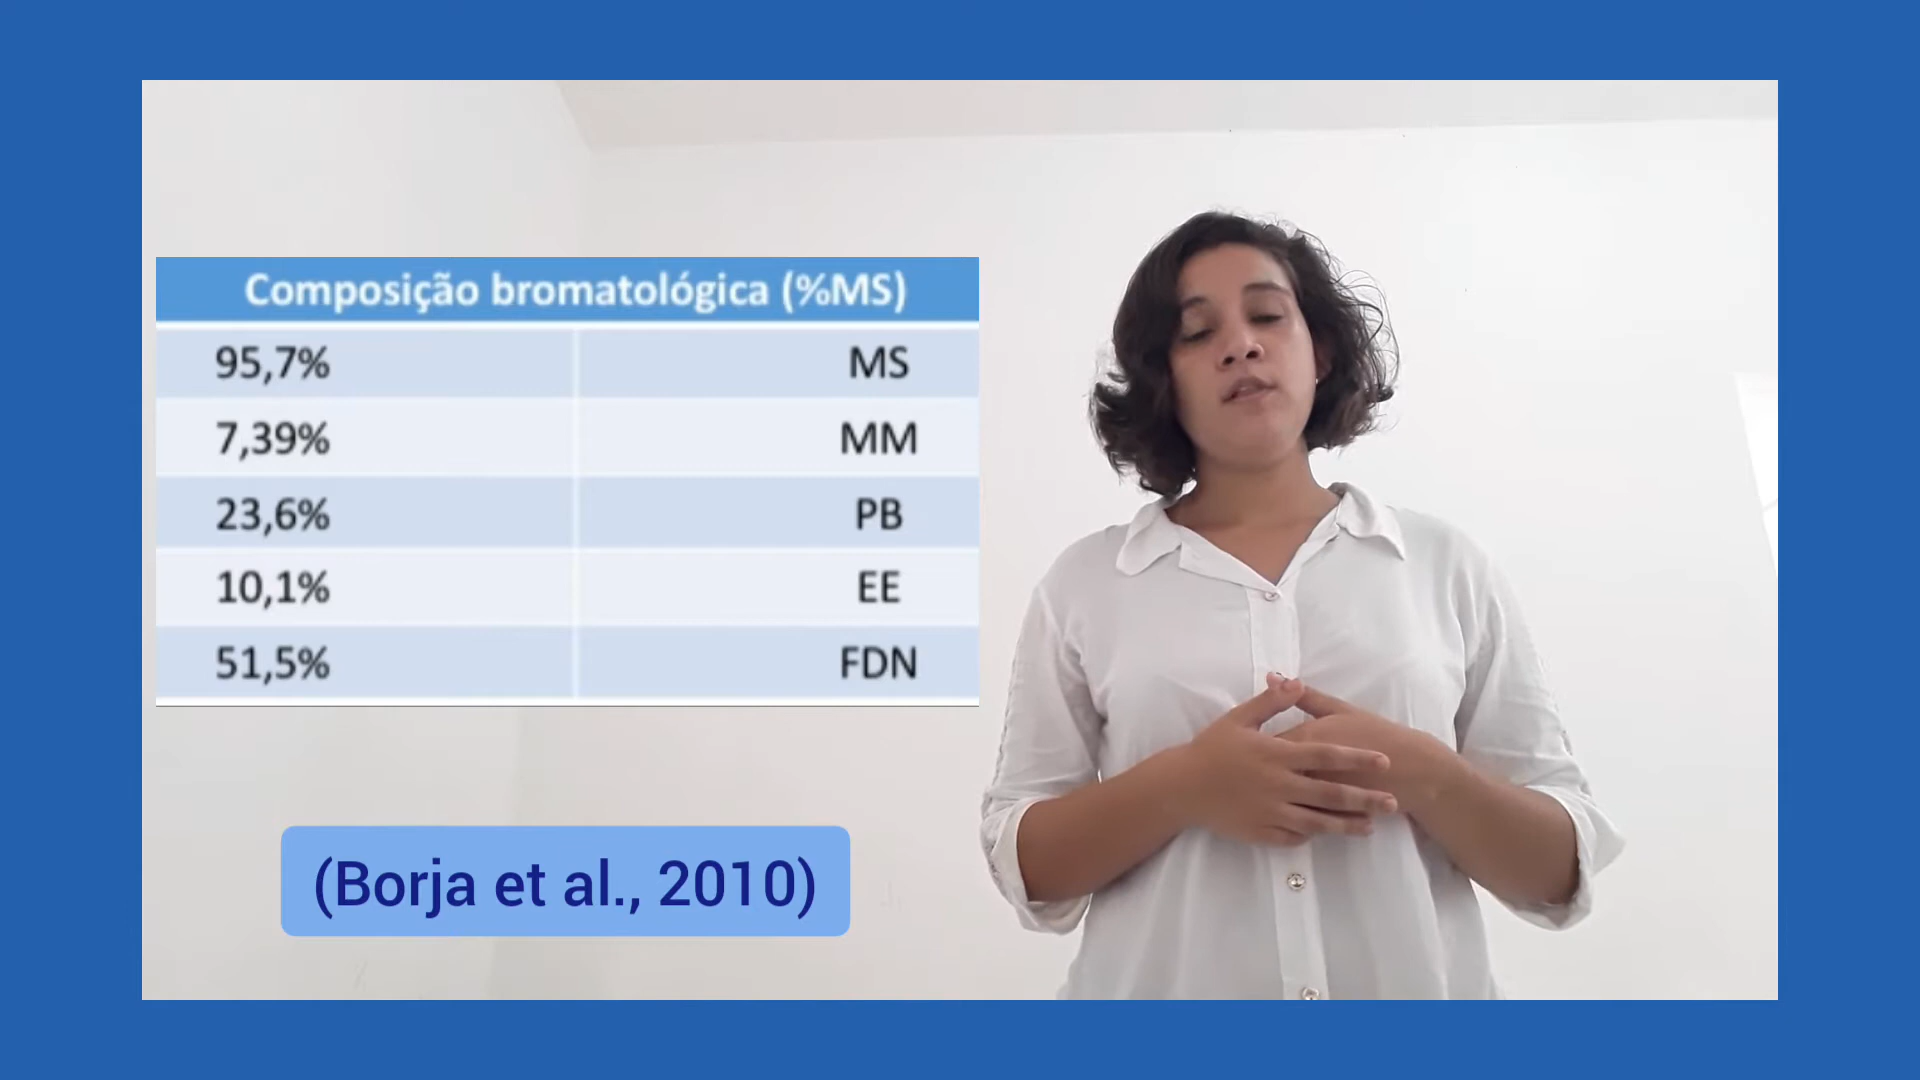 Composição bromatológica (%MS)
95,7% MS
7,39% MM
23,6% PB
10,1% EE
51,5% FDN
(Borja et al., 2010)